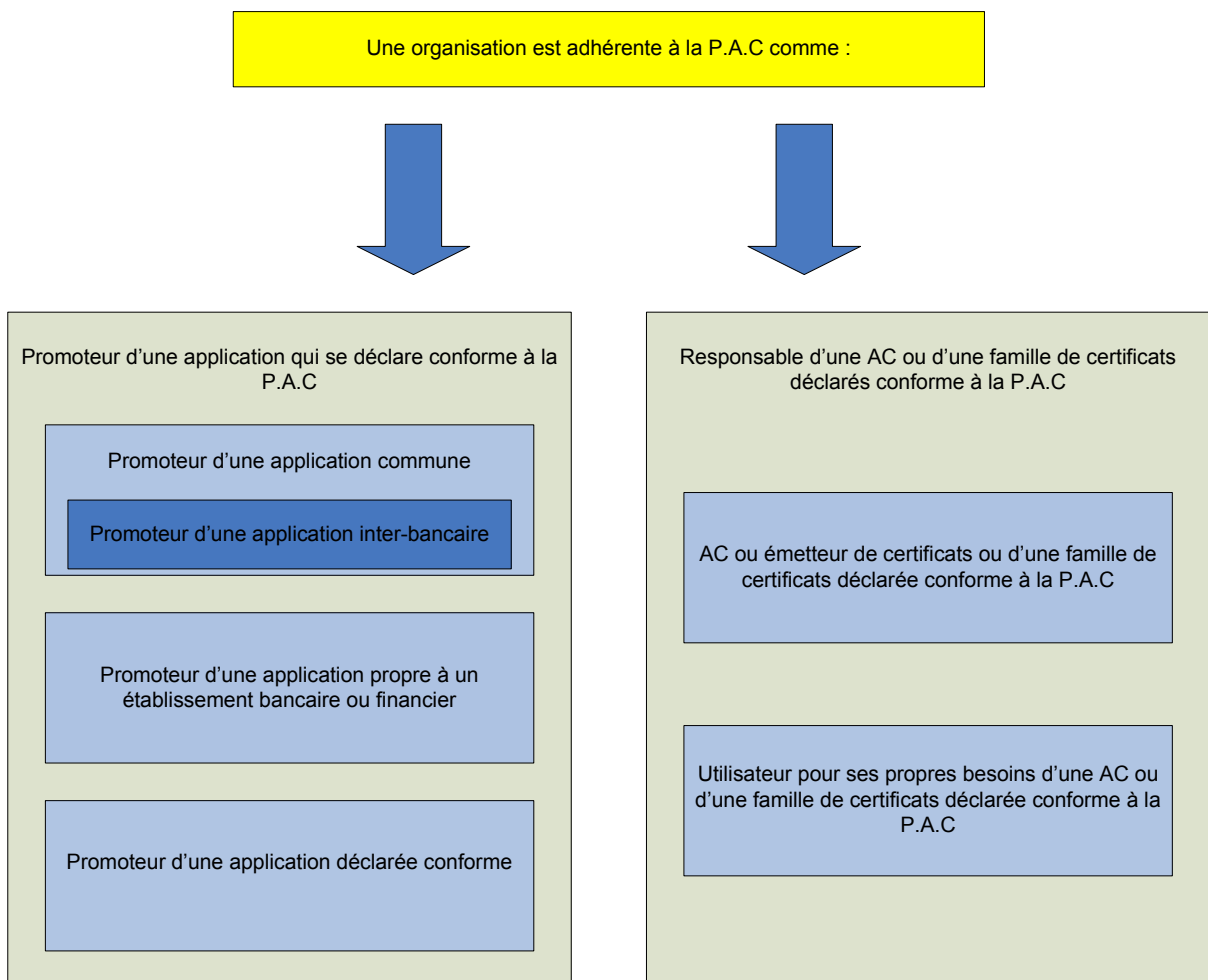 Une organisation est adhérente à la P.A.C comme :
Promoteur d’une application qui se déclare conforme à la
P.A.C
Promoteur d’une application commune
Promoteur d’une application inter-bancaire
Promoteur d’une application propre à un
établissement bancaire ou financier
Promoteur d’une application déclarée conforme
Responsable d’une AC ou d’une famille de certificats
déclarés conforme à la P.A.C
AC ou émetteur de certificats ou d’une famille de
certificats déclarée conforme à la P.A.C
Utilisateur pour ses propres besoins d’une AC ou
d’une famille de certificats déclarée conforme à la
P.A.C